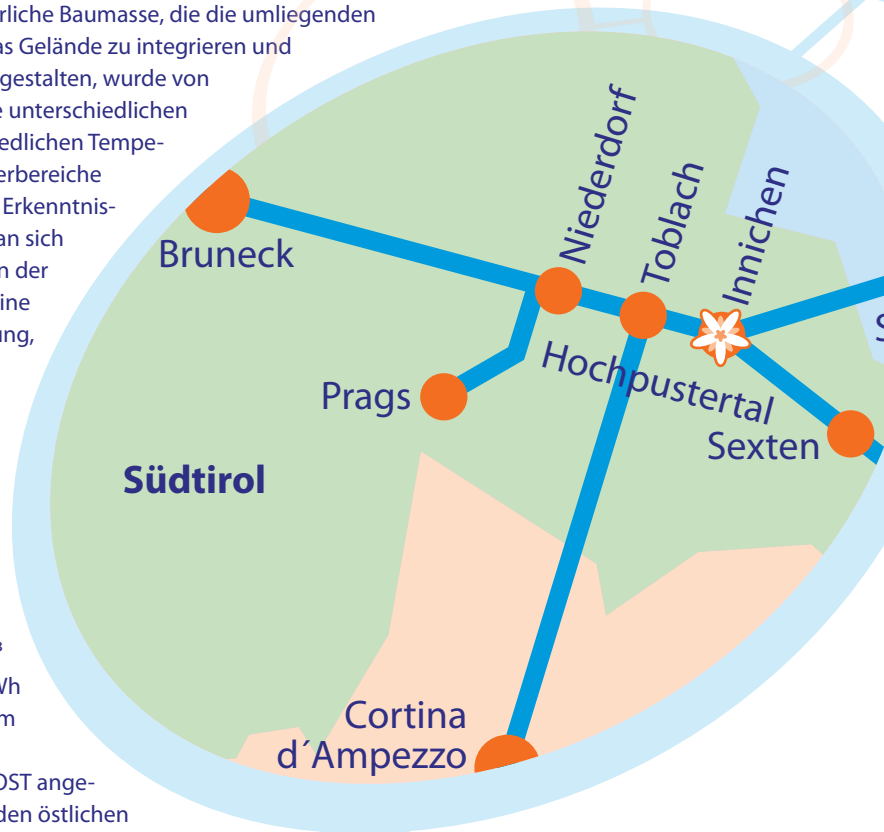 rliche Baumasse, die die umliegenden
as Gelände zu integrieren und
gestalten, wurde von
e unterschiedlichen
edlichen Tempe-
erbereiche
Erkenntnis-
an sich
n der
ine
ung,
3
Wh
m
OST ange-
den östlichen
Bruneck
Niederdorf
Toblach
Innichen
S
Prags
Hochpustertal
Sexten
Südtirol
Cortina
d´Ampezzo